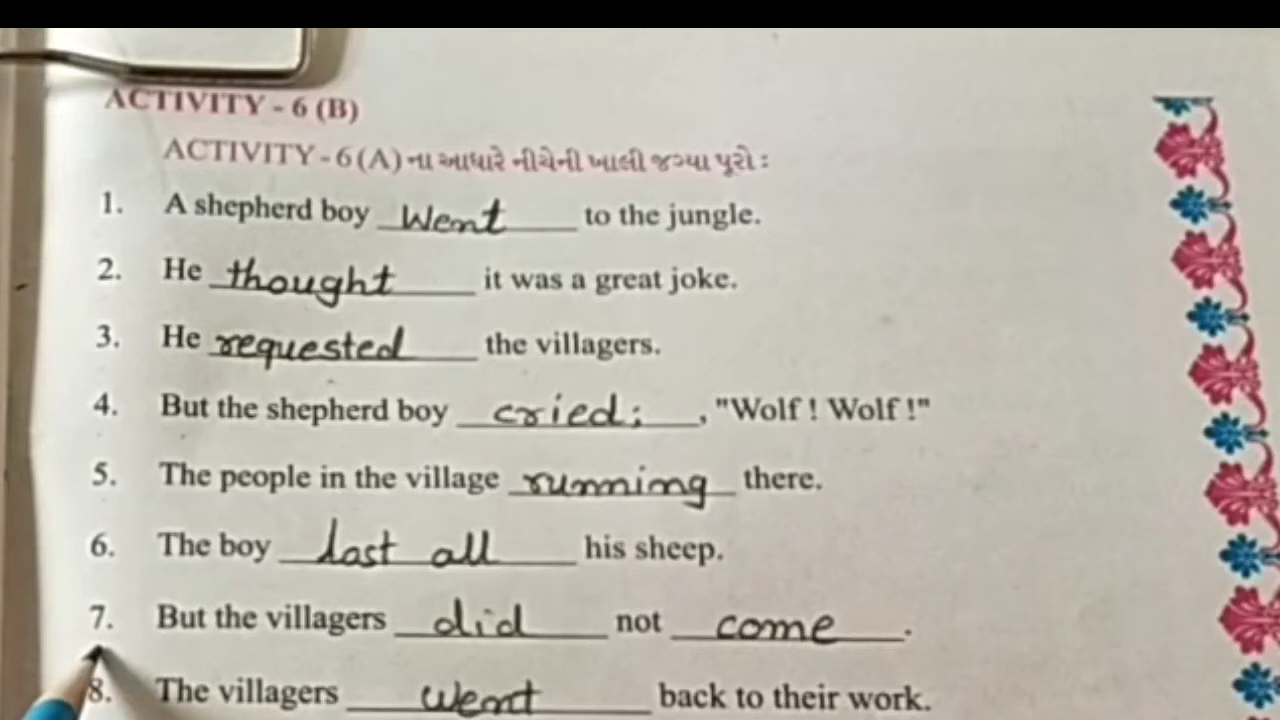 ACTIVITY - 6 (B)
ACTIVITY - 6 (A) ના આધારે નીચેની ખાલી જગ્યા પૂરો :
1. A shepherd boy went to the jungle.
2. He thought it was a great joke.
3. He requested the villagers.
4. But the shepherd boy cried; , "Wolf ! Wolf !"
5. The people in the village running there.
6. The boy last all his sheep.
7. But the villagers did not come.
8. The villagers went back to their work.